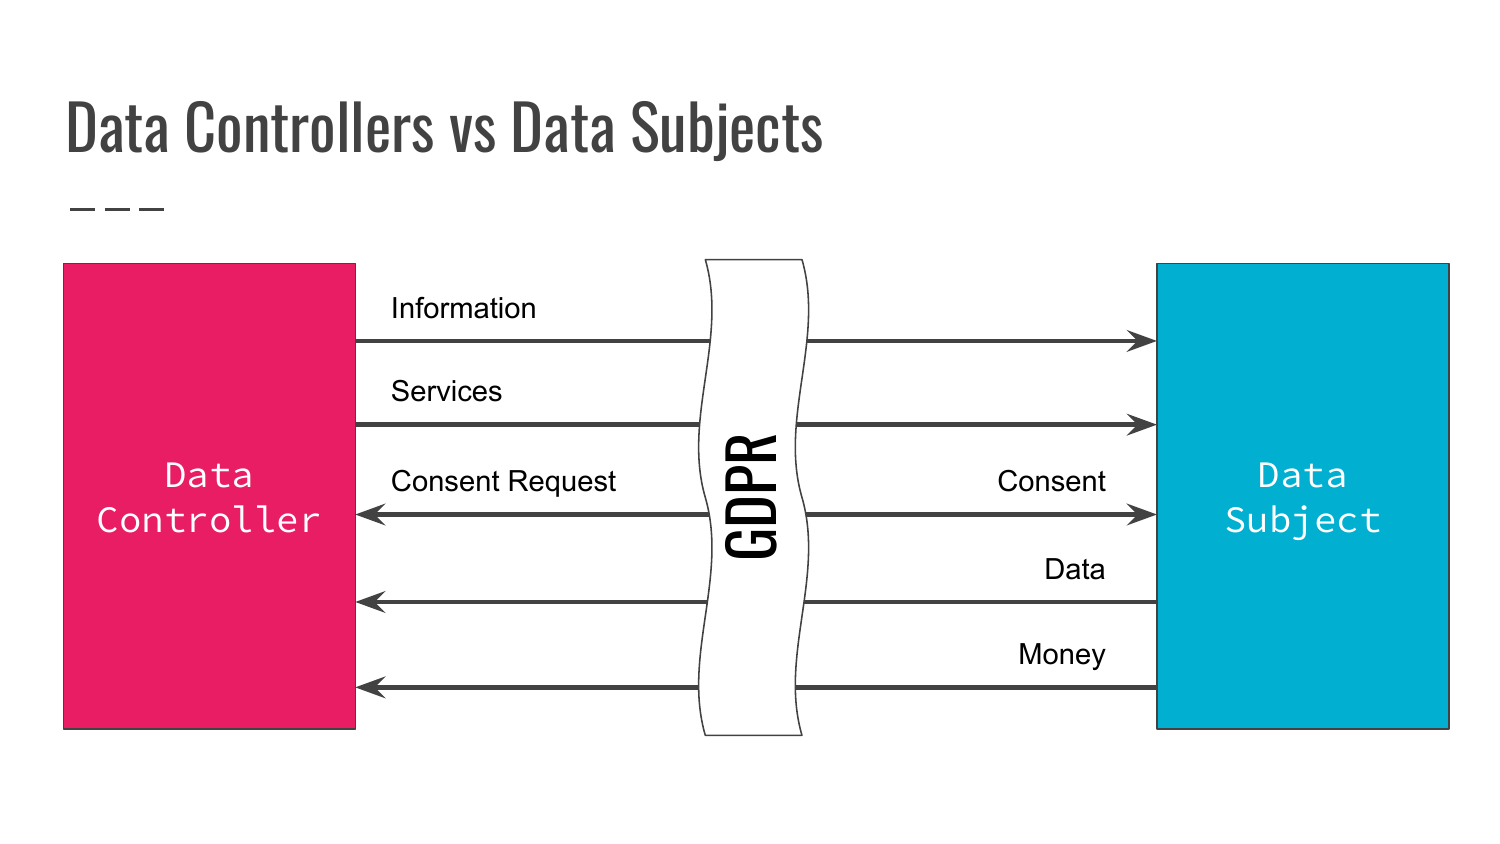 Data Controllers vs Data Subjects
Information
Services
Consent Request
Consent
Data
Money
GDPR
Data
Controller
Data
Subject